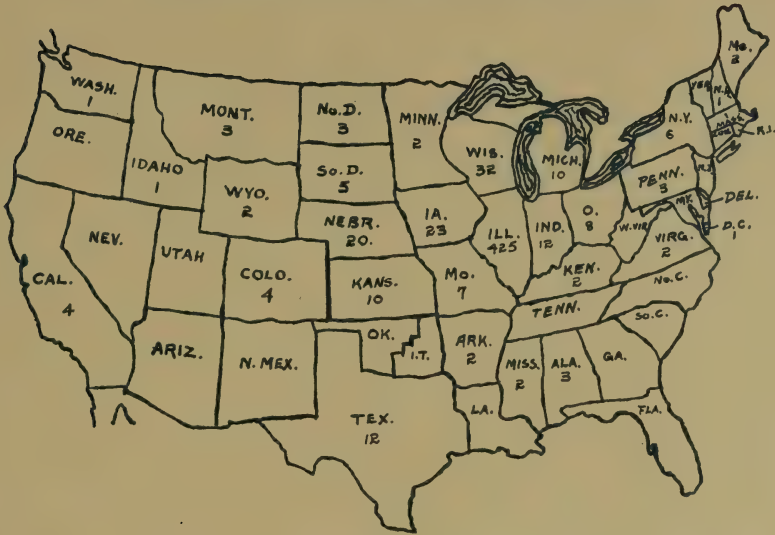 WASH.
1
ORE.
CAL.
4
NEV.
IDAHO
1
MONT.
3
WYO.
2
UTAH
ARIZ.
COLO.
4
N. MEX.
No. D.
3
So. D.
5
NEBR.
20.
KANS.
10
OK.
I.T.
TEX.
12
MINN.
2
IA.
23
MO.
7
ARK.
2
LA.
WIS.
32
ILL.
425
MICH.
10
IND.
12
O.
8
KEN.
2
TENN.
MISS.
2
ALA.
3
GA.
FLA.
So. C.
No. C.
VIRG.
2
W. VIR.
PENN.
3
N.Y.
6
N.J.
DEL.
D.C.
1
VER.
N.H.
1
MASS.
R.I.